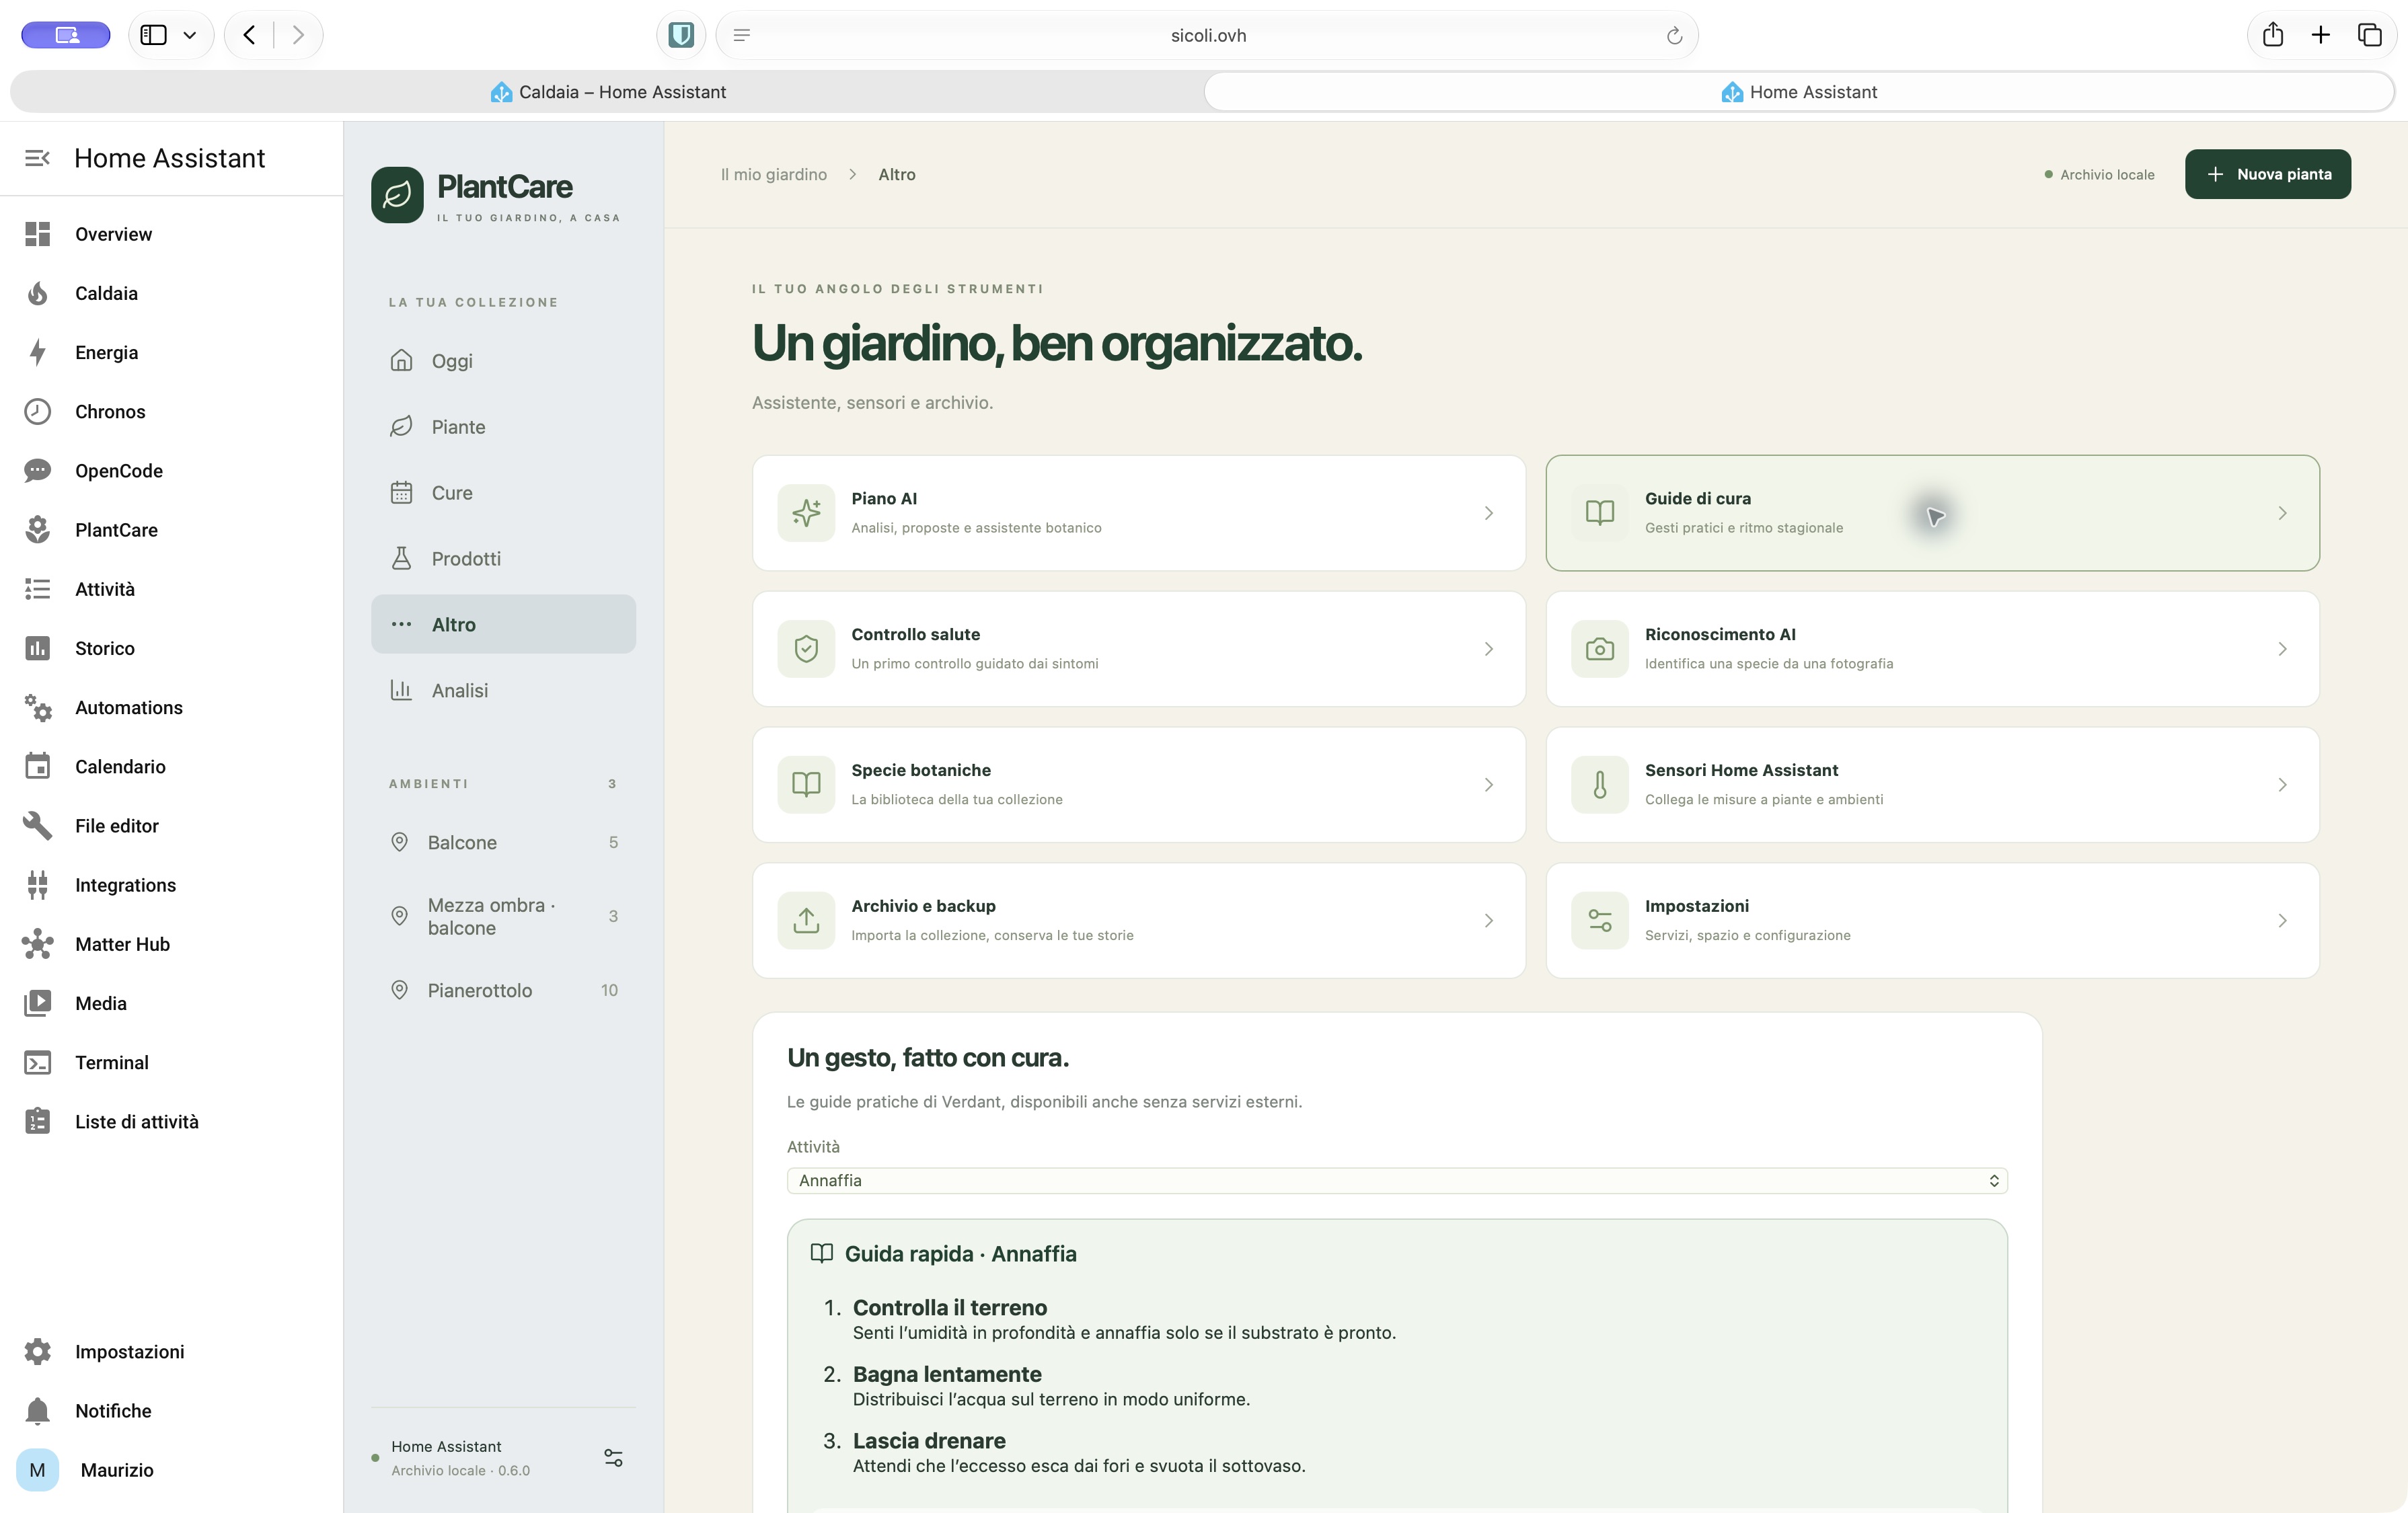 sicoli.ovh
Caldaia – Home Assistant
Home Assistant
Home Assistant
Overview
Caldaia
Energia
Chronos
OpenCode
PlantCare
Attività
Storico
Automations
Calendario
File editor
Integrations
Matter Hub
Media
Terminal
Liste di attività
Impostazioni
Notifiche
M
Maurizio
PlantCare
IL TUO GIARDINO, A CASA
LA TUA COLLEZIONE
Oggi
Piante
Cure
Prodotti
Altro
Analisi
AMBIENTI 3
Balcone 5
Mezza ombra ·
balcone 3
Pianerottolo 10
Home Assistant
Archivio locale · 0.6.0
Il mio giardino > Altro
Archivio locale
+ Nuova pianta
IL TUO ANGOLO DEGLI STRUMENTI
Un giardino, ben organizzato.
Assistente, sensori e archivio.
Piano AI
Analisi, proposte e assistente botanico
Guide di cura
Gesti pratici e ritmo stagionale
Controllo salute
Un primo controllo guidato dai sintomi
Riconoscimento AI
Identifica una specie da una fotografia
Specie botaniche
La biblioteca della tua collezione
Sensori Home Assistant
Collega le misure a piante e ambienti
Archivio e backup
Importa la collezione, conserva le tue storie
Impostazioni
Servizi, spazio e configurazione
Un gesto, fatto con cura.
Le guide pratiche di Verdant, disponibili anche senza servizi esterni.
Attività
Annaffia
Guida rapida · Annaffia
1. Controlla il terreno
Senti l’umidità in profondità e annaffia solo se il substrato è pronto.
2. Bagna lentamente
Distribuisci l’acqua sul terreno in modo uniforme.
3. Lascia drenare
Attendi che l’eccesso esca dai fori e svuota il sottovaso.